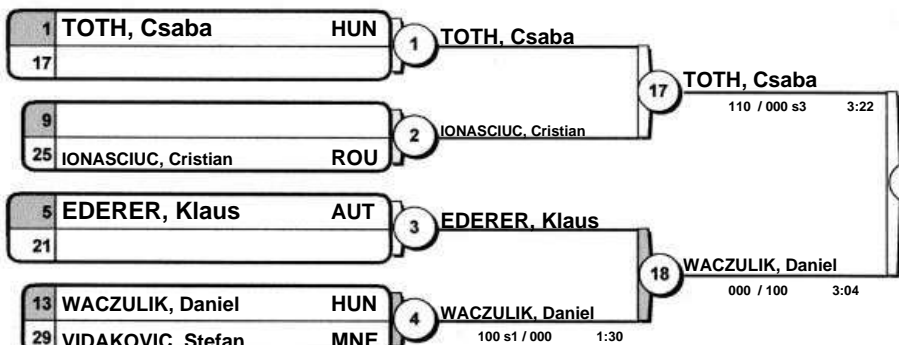 1 TOTH, Csaba HUN
17
1
TOTH, Csaba
9
25 IONASCIUC, Cristian ROU
2
IONASCIUC, Cristian
17
TOTH, Csaba
110 / 000 s3 3:22
5 EDERER, Klaus AUT
21
3
EDERER, Klaus
13 WACZULIK, Daniel HUN
29 VIDAKOVIC, Stefan MNE
4
WACZULIK, Daniel
100 s1 / 000 1:30
18
WACZULIK, Daniel
000 / 100 3:04